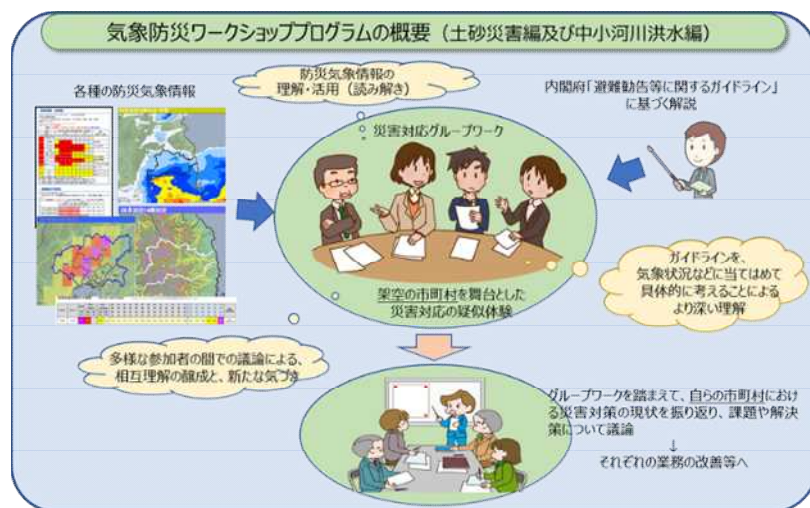 気象防災ワークショッププログラムの概要（土砂災害編及び中小河川洪水編）
各種の防災気象情報
防災気象情報の
理解・活用（読み解き）
内閣府「避難勧告等に関するガイドライン」
に基づく解説
災害対応グループワーク
架空の市町村を舞台とした
災害対応の疑似体験
ガイドラインを、
気象状況などに当てはめて
具体的に考えることによる
より深い理解
多様な参加者の間での議論による、
相互理解の醸成と、新たな気づき
グループワークを踏まえて、自らの市町村におけ
る災害対策の現状を振り返り、課題や解決
策について議論
↓
それぞれの業務の改善等へ